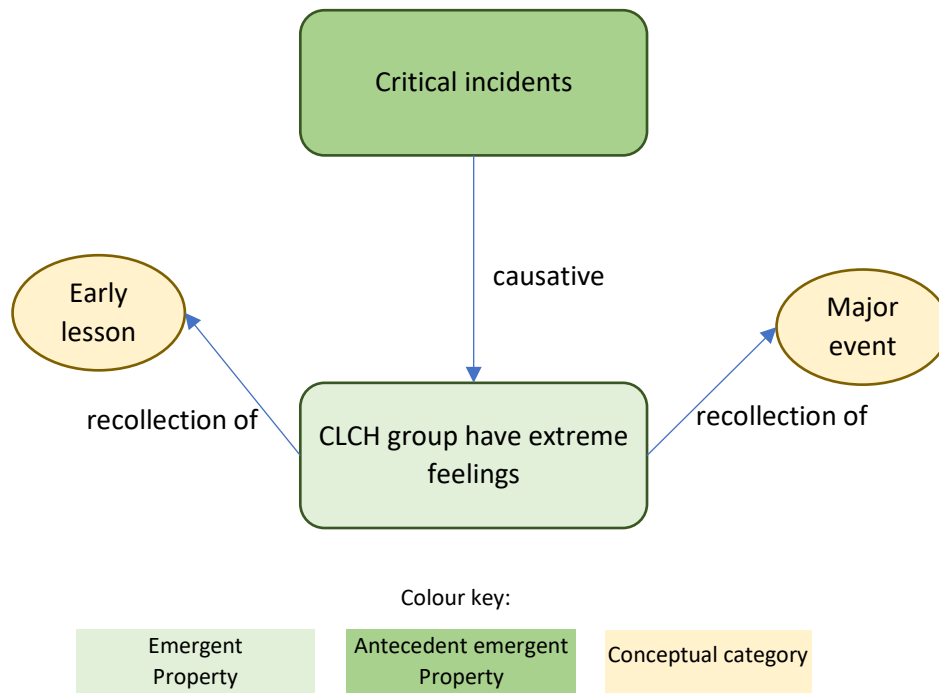 Critical incidents
causative
Early
lesson
Major
event
recollection of
recollection of
CLCH group have extreme
feelings
Colour key:
Emergent
Property
Antecedent emergent
Property
Conceptual category